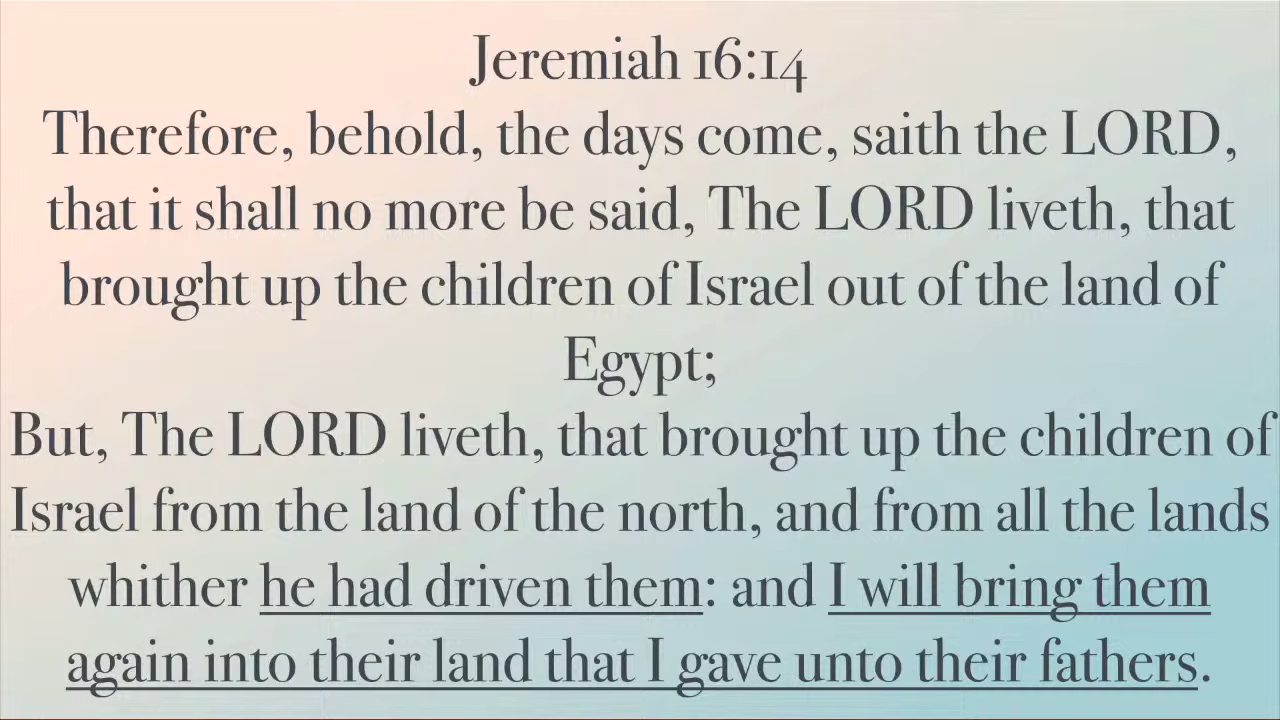 Jeremiah 16:14
Therefore, behold, the days come, saith the LORD,
that it shall no more be said, The LORD liveth, that
brought up the children of Israel out of the land of
Egypt;
But, The LORD liveth, that brought up the children of
Israel from the land of the north, and from all the lands
whither he had driven them: and I will bring them
again into their land that I gave unto their fathers.